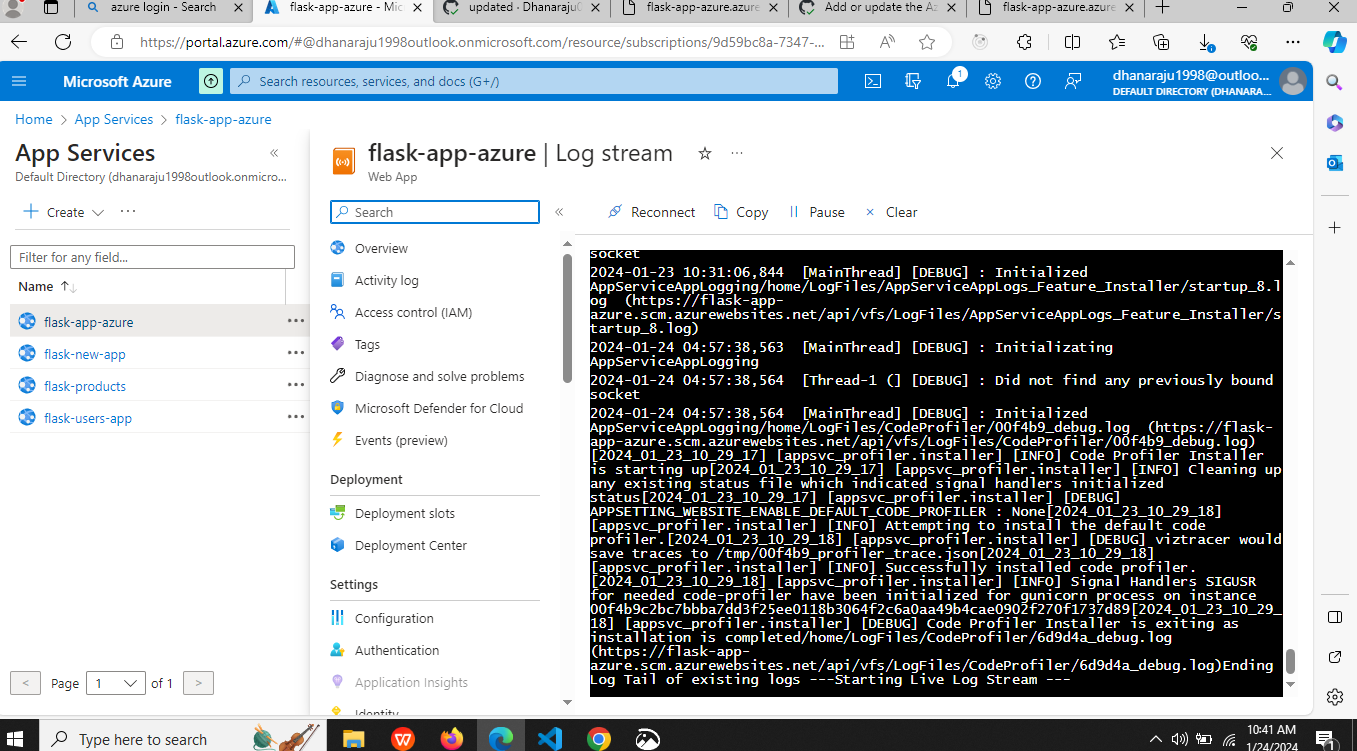 azure login - Search
flask-app-azure - Mic
updated · Dhanaraju
flask-app-azure.azure
Add or update the Az
flask-app-azure.azure
https://portal.azure.com/#@dhanaraju1998outlook.onmicrosoft.com/resource/subscriptions/9d59bc8a-7347-...
Microsoft Azure
Search resources, services, and docs (G+/)
1
dhanaraju1998@outloo...
DEFAULT DIRECTORY (DHANARA...
Home > App Services > flask-app-azure
App Services
Default Directory (dhanaraju1998outlook.onmicro...
Create
Filter for any field...
Name
flask-app-azure
flask-new-app
flask-products
flask-users-app
< Page 1 of 1 >
flask-app-azure | Log stream
Web App
Search
Overview
Activity log
Access control (IAM)
Tags
Diagnose and solve problems
Microsoft Defender for Cloud
Events (preview)
Deployment
Deployment slots
Deployment Center
Settings
Configuration
Authentication
Application Insights
Identity
Reconnect
Copy
Pause
Clear
socket
2024-01-23 10:31:06,844 [MainThread] [DEBUG] : Initialized
AppServiceAppLogging/home/LogFiles/AppServiceAppLogs_Feature_Installer/startup_8.l
og (https://flask-app-
azure.scm.azurewebsites.net/api/vfs/LogFiles/AppServiceAppLogs_Feature_Installer/s
tartup_8.log)
2024-01-24 04:57:38,563 [MainThread] [DEBUG] : Initializating
AppServiceAppLogging
2024-01-24 04:57:38,564 [Thread-1 (] [DEBUG] : Did not find any previously bound
socket
2024-01-24 04:57:38,564 [MainThread] [DEBUG] : Initialized
AppServiceAppLogging/home/LogFiles/CodeProfiler/00f4b9_debug.log (https://flask-
app-azure.scm.azurewebsites.net/api/vfs/LogFiles/CodeProfiler/00f4b9_debug.log)
[2024_01_23_10_29_17] [appsvc_profiler.installer] [INFO] Code Profiler Installer
is starting up[2024_01_23_10_29_17] [appsvc_profiler.installer] [INFO] Cleaning up
any existing status file which indicated signal handlers initialized
status[2024_01_23_10_29_17] [appsvc_profiler.installer] [DEBUG]
APPSETTING_WEBSITE_ENABLE_DEFAULT_CODE_PROFILER : None[2024_01_23_10_29_18]
[appsvc_profiler.installer] [INFO] Attempting to install the default code
profiler.[2024_01_23_10_29_18] [appsvc_profiler.installer] [DEBUG] viztracer would
save traces to /tmp/00f4b9_profiler_trace.json[2024_01_23_10_29_18]
[appsvc_profiler.installer] [INFO] Successfully installed code profiler.
[2024_01_23_10_29_18] [appsvc_profiler.installer] [INFO] Signal Handlers SIGUSR
for needed code-profiler have been initialized for gunicorn process on instance
00f4b9c2bc7bbba7dd3f25ee0118b3064f2c6a0aa49b4cae0902f270f1737d89[2024_01_23_10_29_
18] [appsvc_profiler.installer] [DEBUG] Code Profiler Installer is exiting as
installation is completed/home/LogFiles/CodeProfiler/6d9d4a_debug.log
(https://flask-app-
azure.scm.azurewebsites.net/api/vfs/LogFiles/CodeProfiler/6d9d4a_debug.log)Ending
Log Tail of existing logs ---Starting Live Log Stream ---
Type here to search
10:41 AM
1/24/2024
1